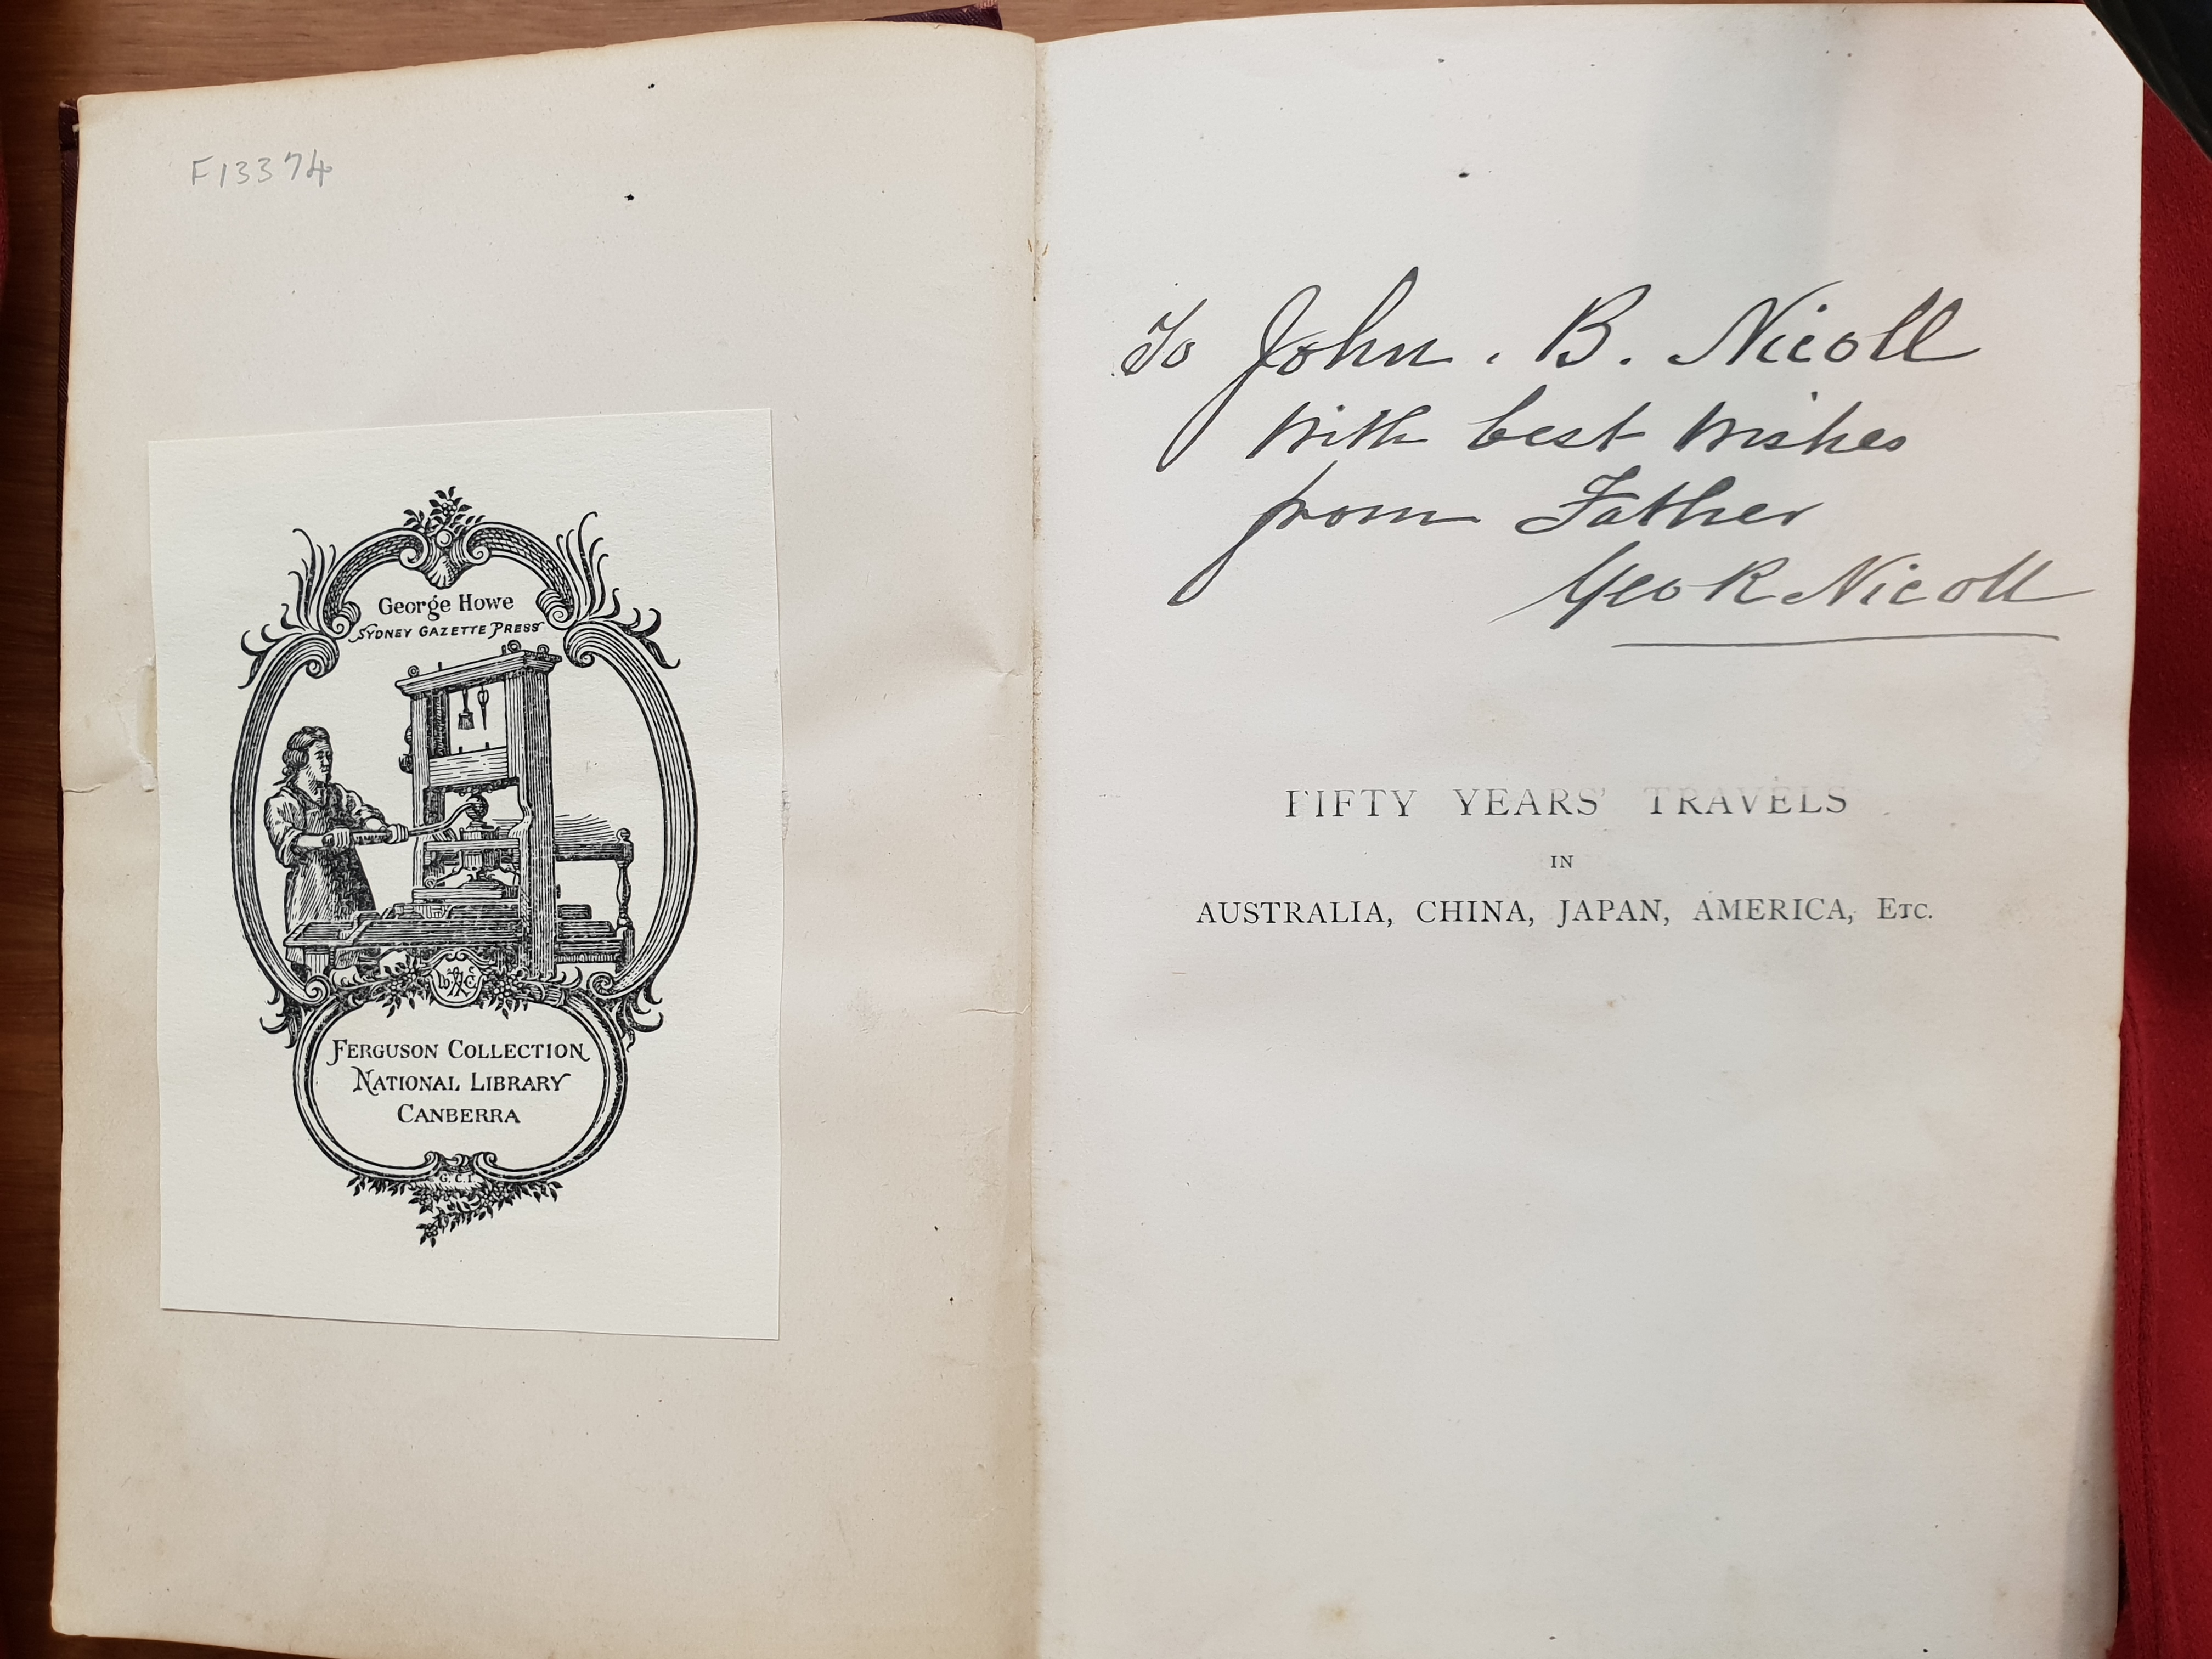 F13374
George Howe
SYDNEY GAZETTE PRESS
FERGUSON COLLECTION
NATIONAL LIBRARY
CANBERRA
To John. B. Nicoll
with best wishes
from Father
Geo R Nicoll
FIFTY YEARS' TRAVELS
IN
AUSTRALIA, CHINA, JAPAN, AMERICA, ETC.